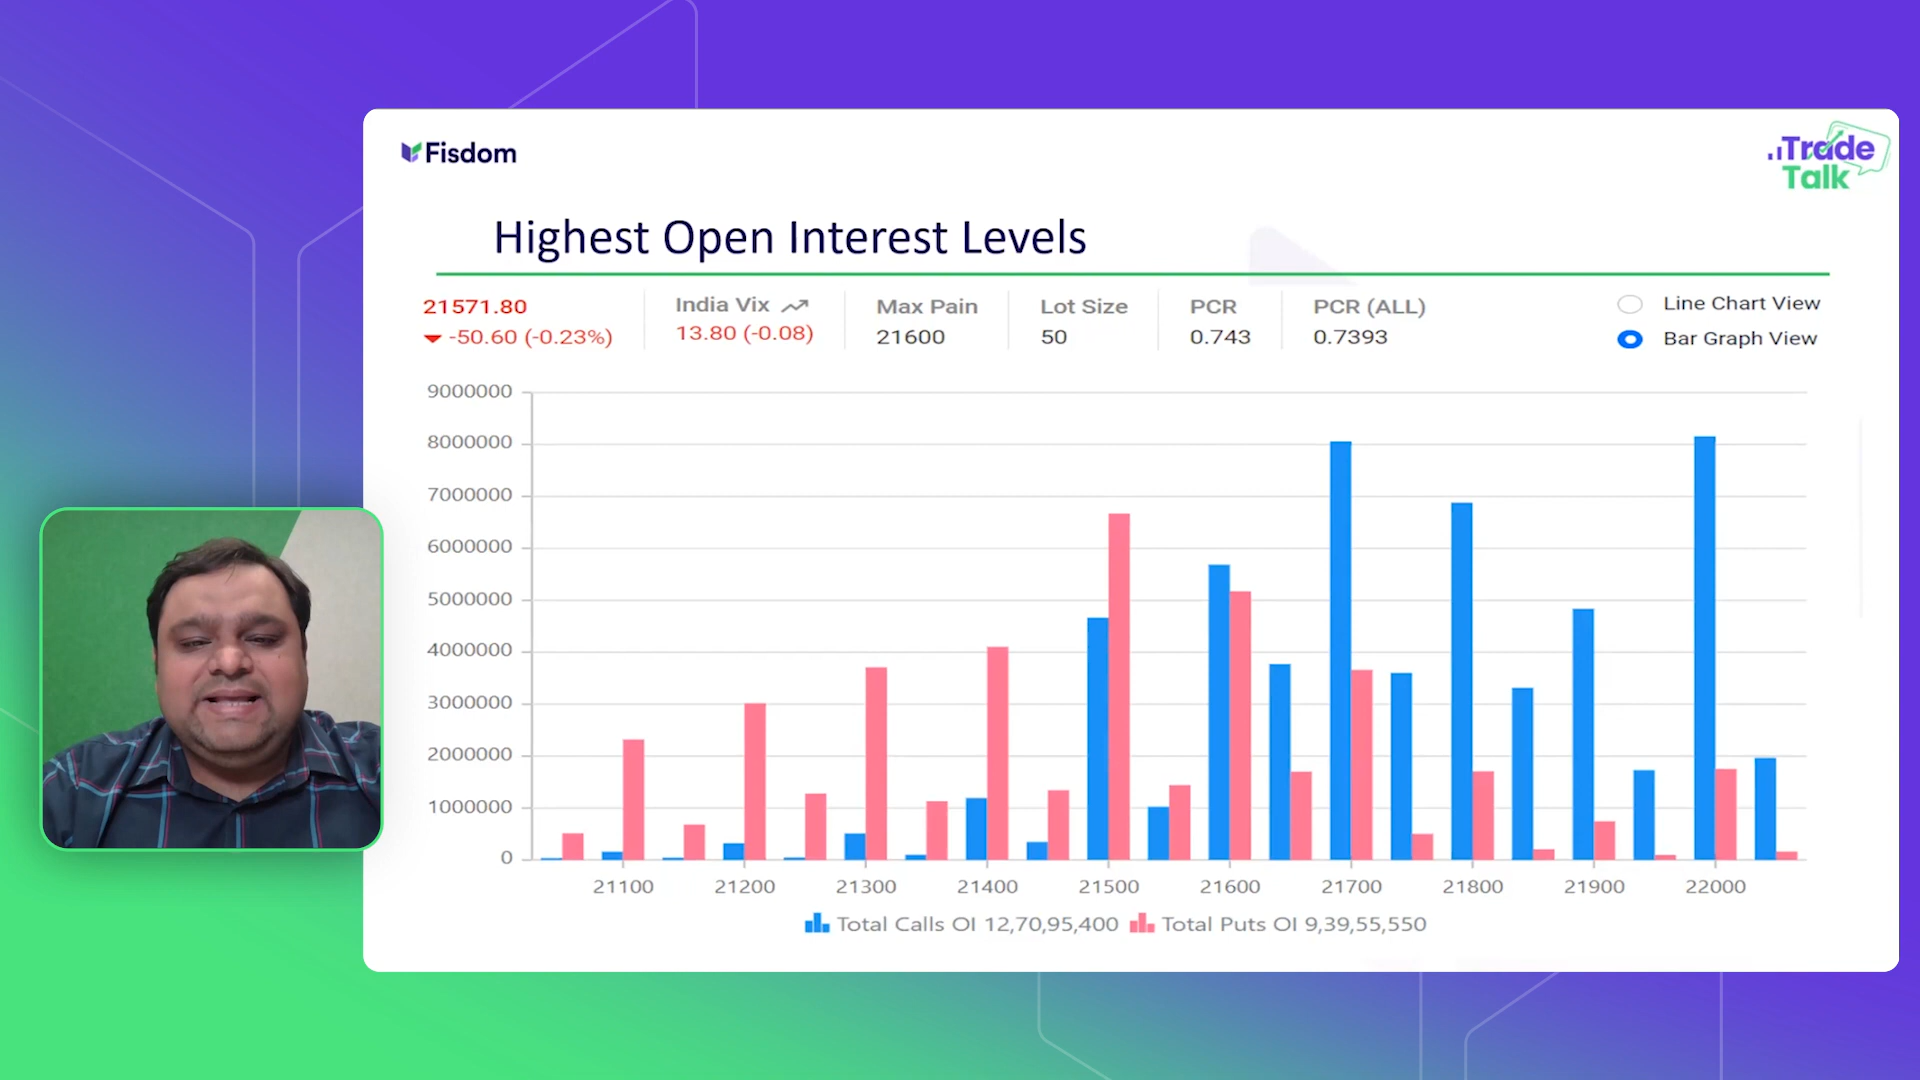 Fisdom
Trade
Talk
Highest Open Interest Levels
21571.80
-50.60 (-0.23%)
India Vix
13.80 (-0.08)
Max Pain
21600
Lot Size
50
PCR
0.743
PCR (ALL)
0.7393
Line Chart View
Bar Graph View
9000000
8000000
7000000
6000000
5000000
4000000
3000000
2000000
1000000
0
21100 21200 21300 21400 21500 21600 21700 21800 21900 22000
Total Calls OI 12,70,95,400 Total Puts OI 9,39,55,550